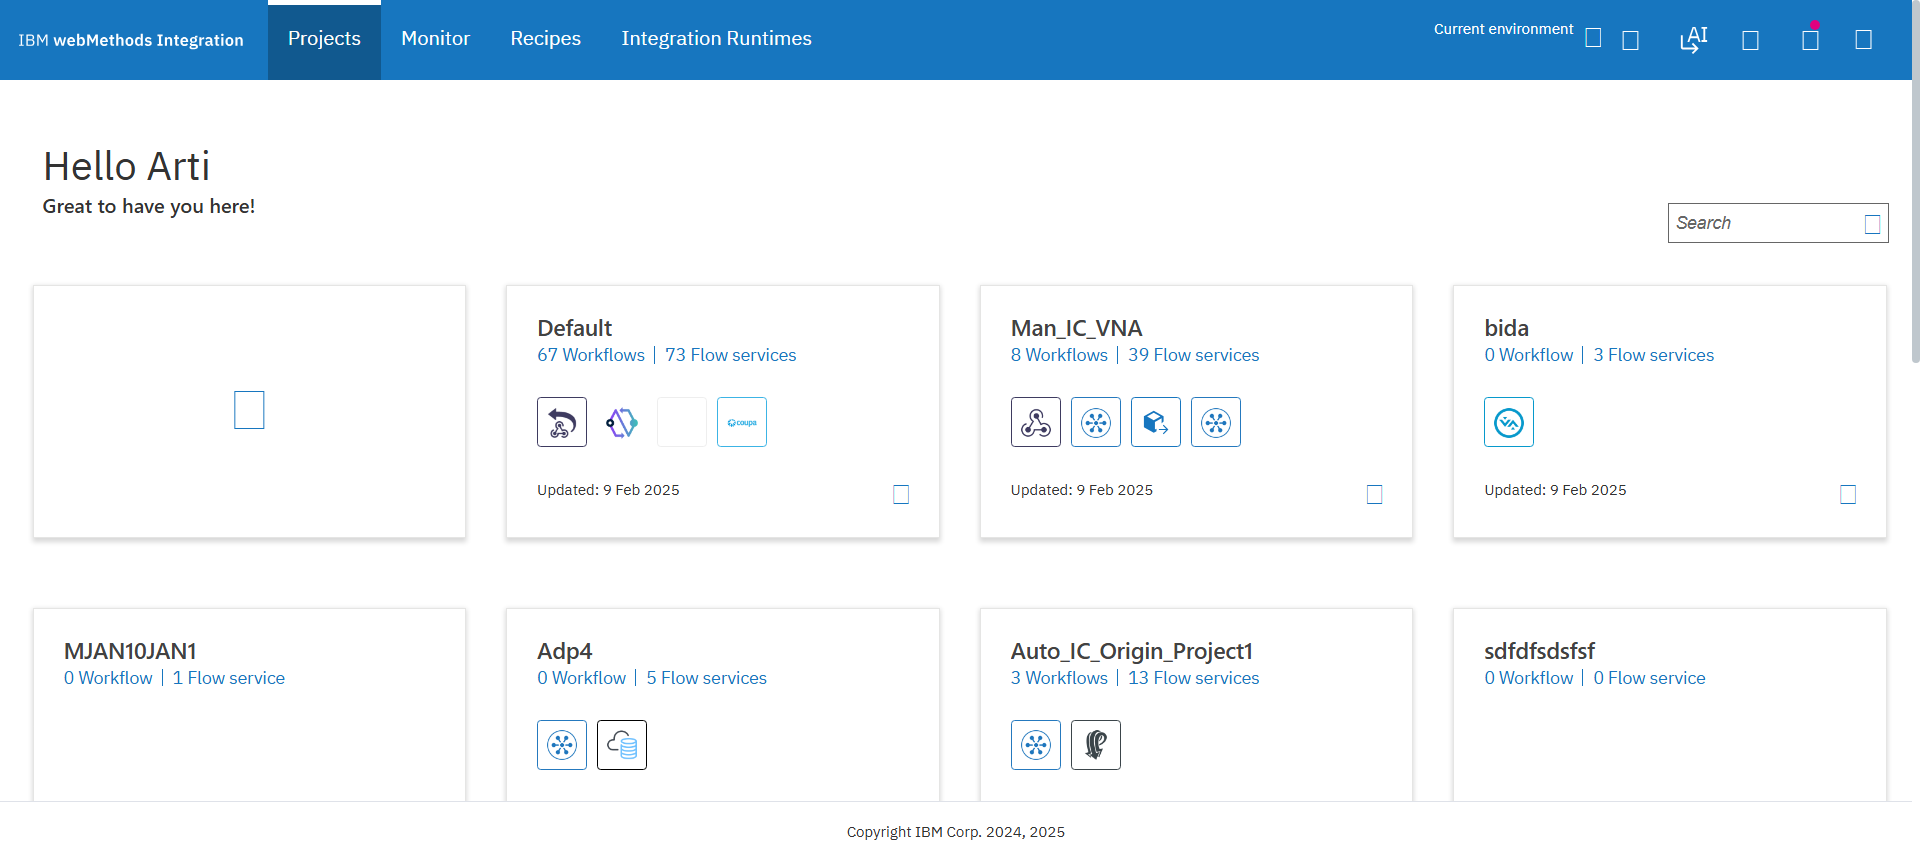 IBM webMethods Integration
Projects
Monitor
Recipes
Integration Runtimes
Current environment
AI
Hello Arti
Great to have you here!
Search
Default
67 Workflows | 73 Flow services
coupa
Updated: 9 Feb 2025
Man_IC_VNA
8 Workflows | 39 Flow services
Updated: 9 Feb 2025
bida
0 Workflow | 3 Flow services
Updated: 9 Feb 2025
MJAN10JAN1
0 Workflow | 1 Flow service
Adp4
0 Workflow | 5 Flow services
Auto_IC_Origin_Project1
3 Workflows | 13 Flow services
sdfdfsdsfsf
0 Workflow | 0 Flow service
Copyright IBM Corp. 2024, 2025